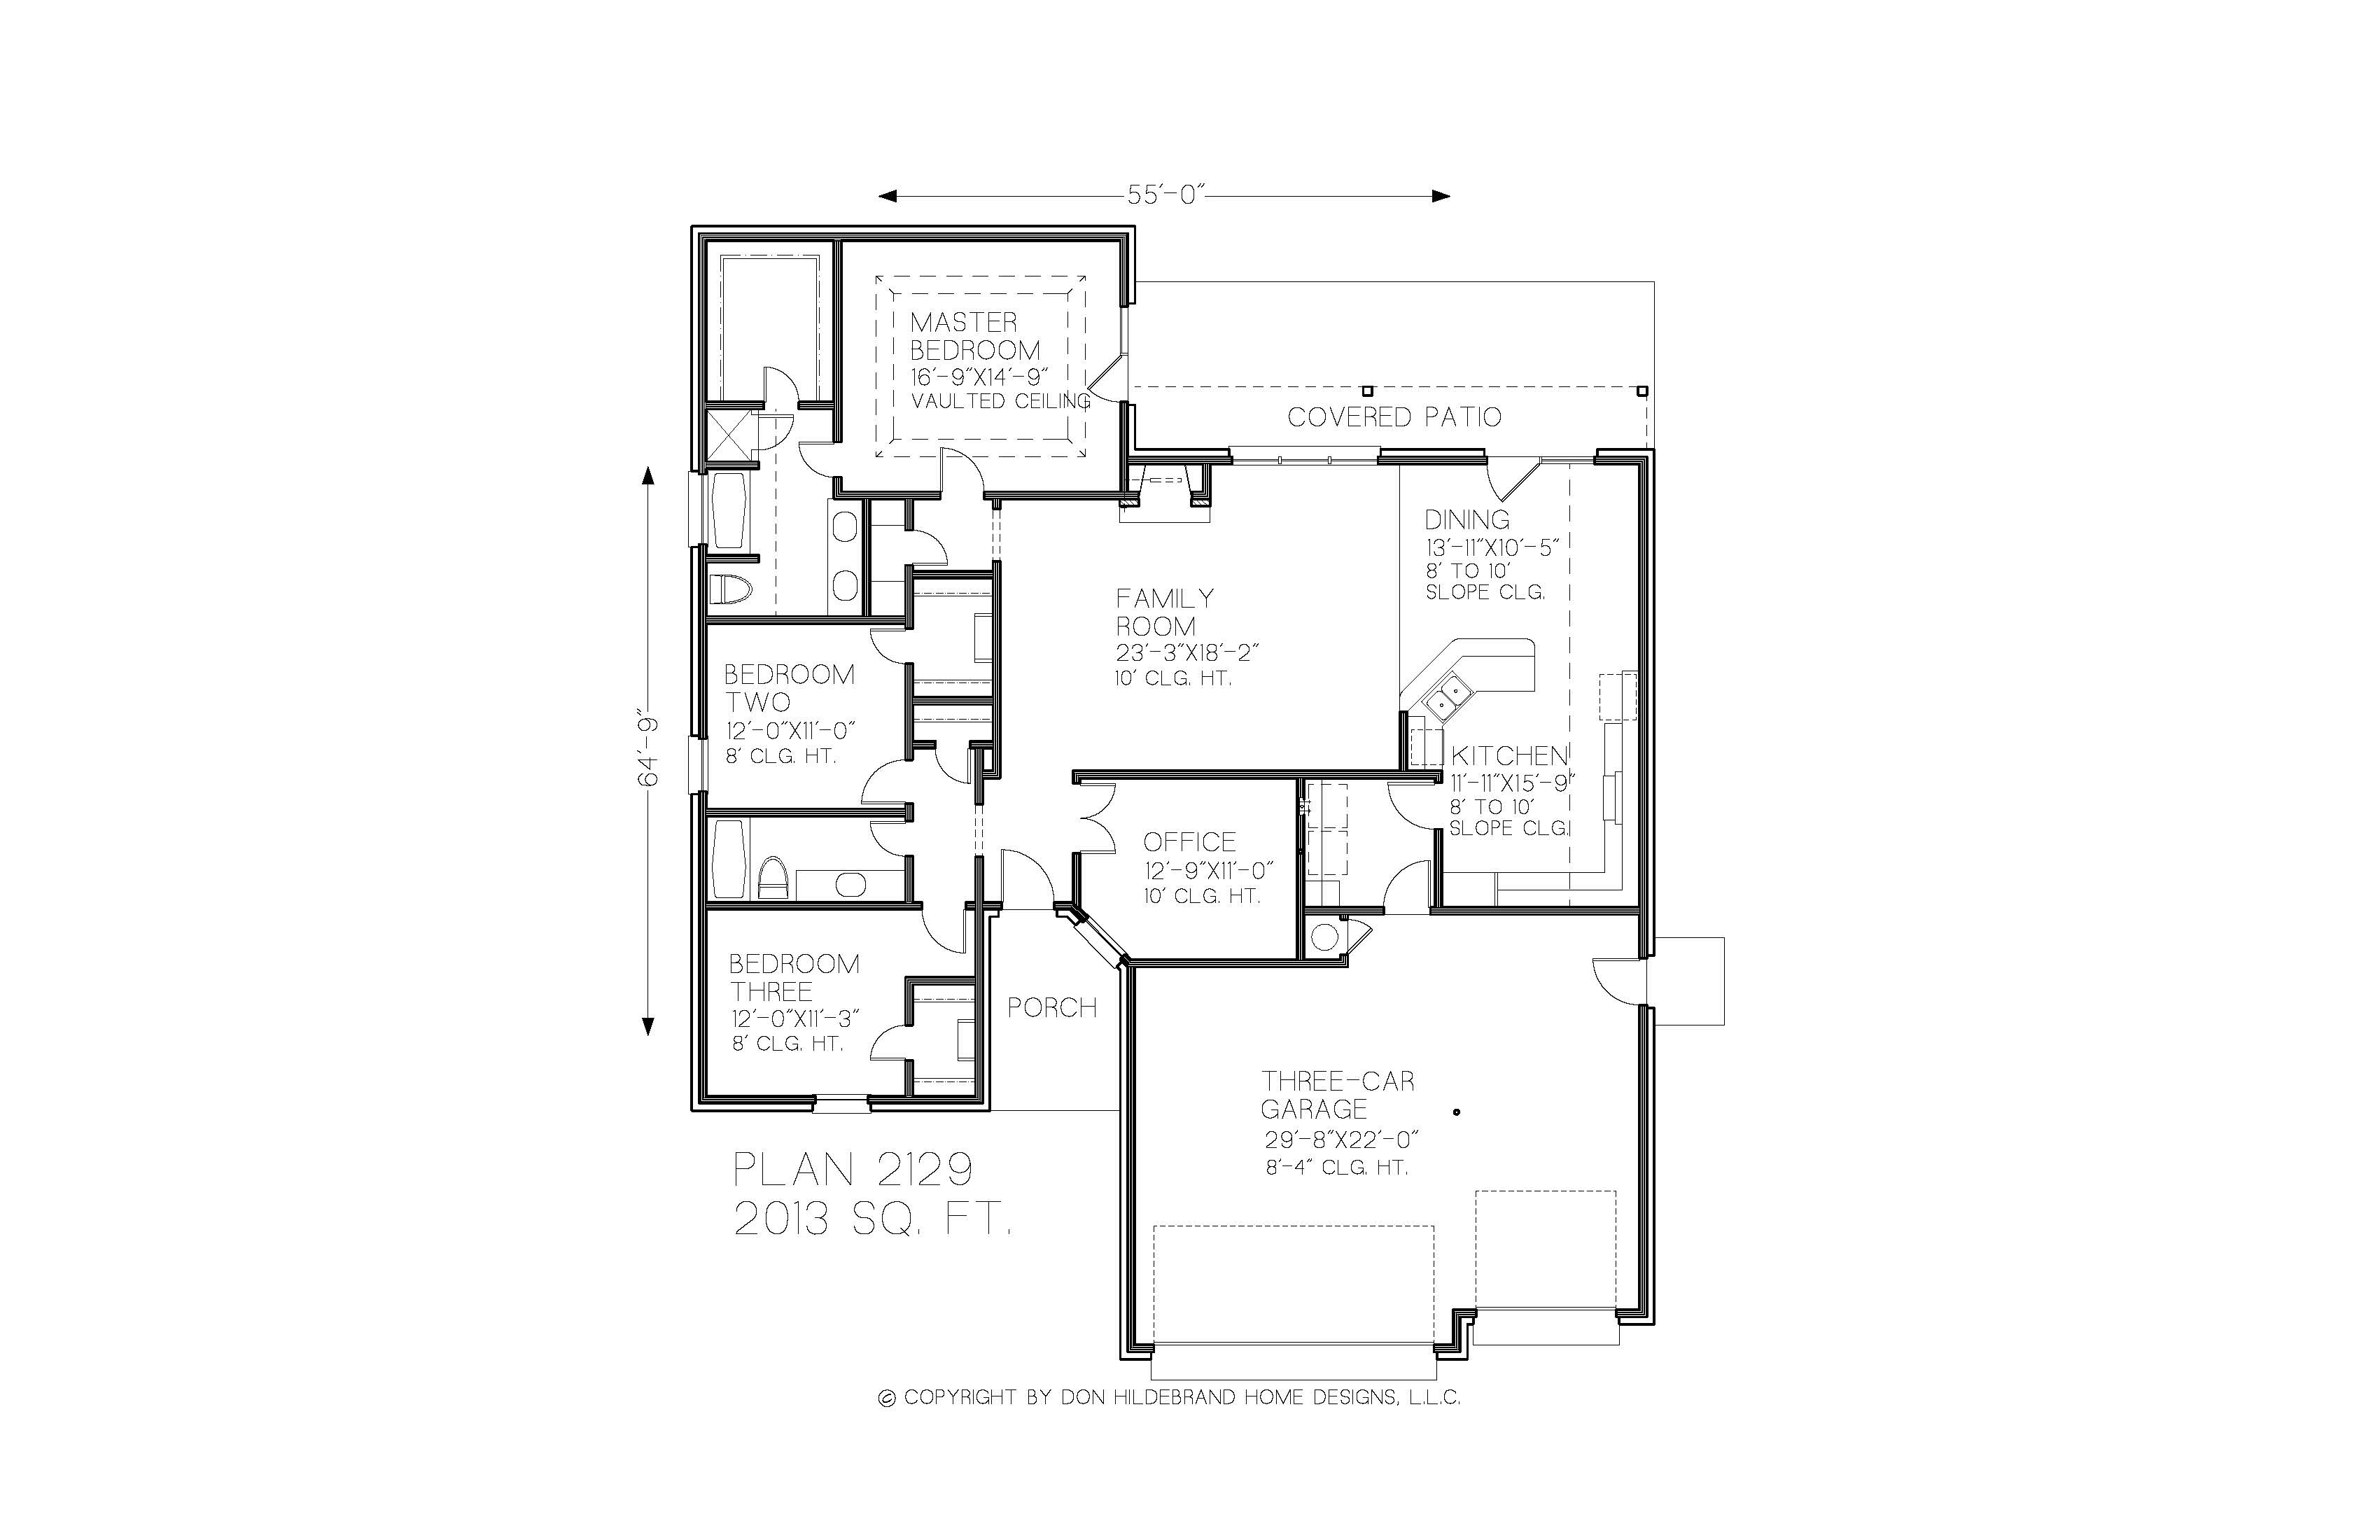 55'-0"
MASTER
BEDROOM
16'-9"X14'-9"
VAULTED CEILING
COVERED PATIO
DINING
13'-11"X10'-5"
8' TO 10'
SLOPE CLG.
FAMILY
ROOM
23'-3"X18'-2"
10' CLG. HT.
BEDROOM
TWO
12'-0"X11'-0"
8' CLG. HT.
64'-9"
KITCHEN
11'-11"X15'-9"
8' TO 10'
SLOPE CLG.
OFFICE
12'-9"X11'-0"
10' CLG. HT.
BEDROOM
THREE
12'-0"X11'-3"
8' CLG. HT.
PORCH
THREE-CAR
GARAGE
29'-8"X22'-0"
8'-4" CLG. HT.
PLAN 2129
2013 SQ. FT.
© COPYRIGHT BY DON HILDEBRAND HOME DESIGNS, L.L.C.